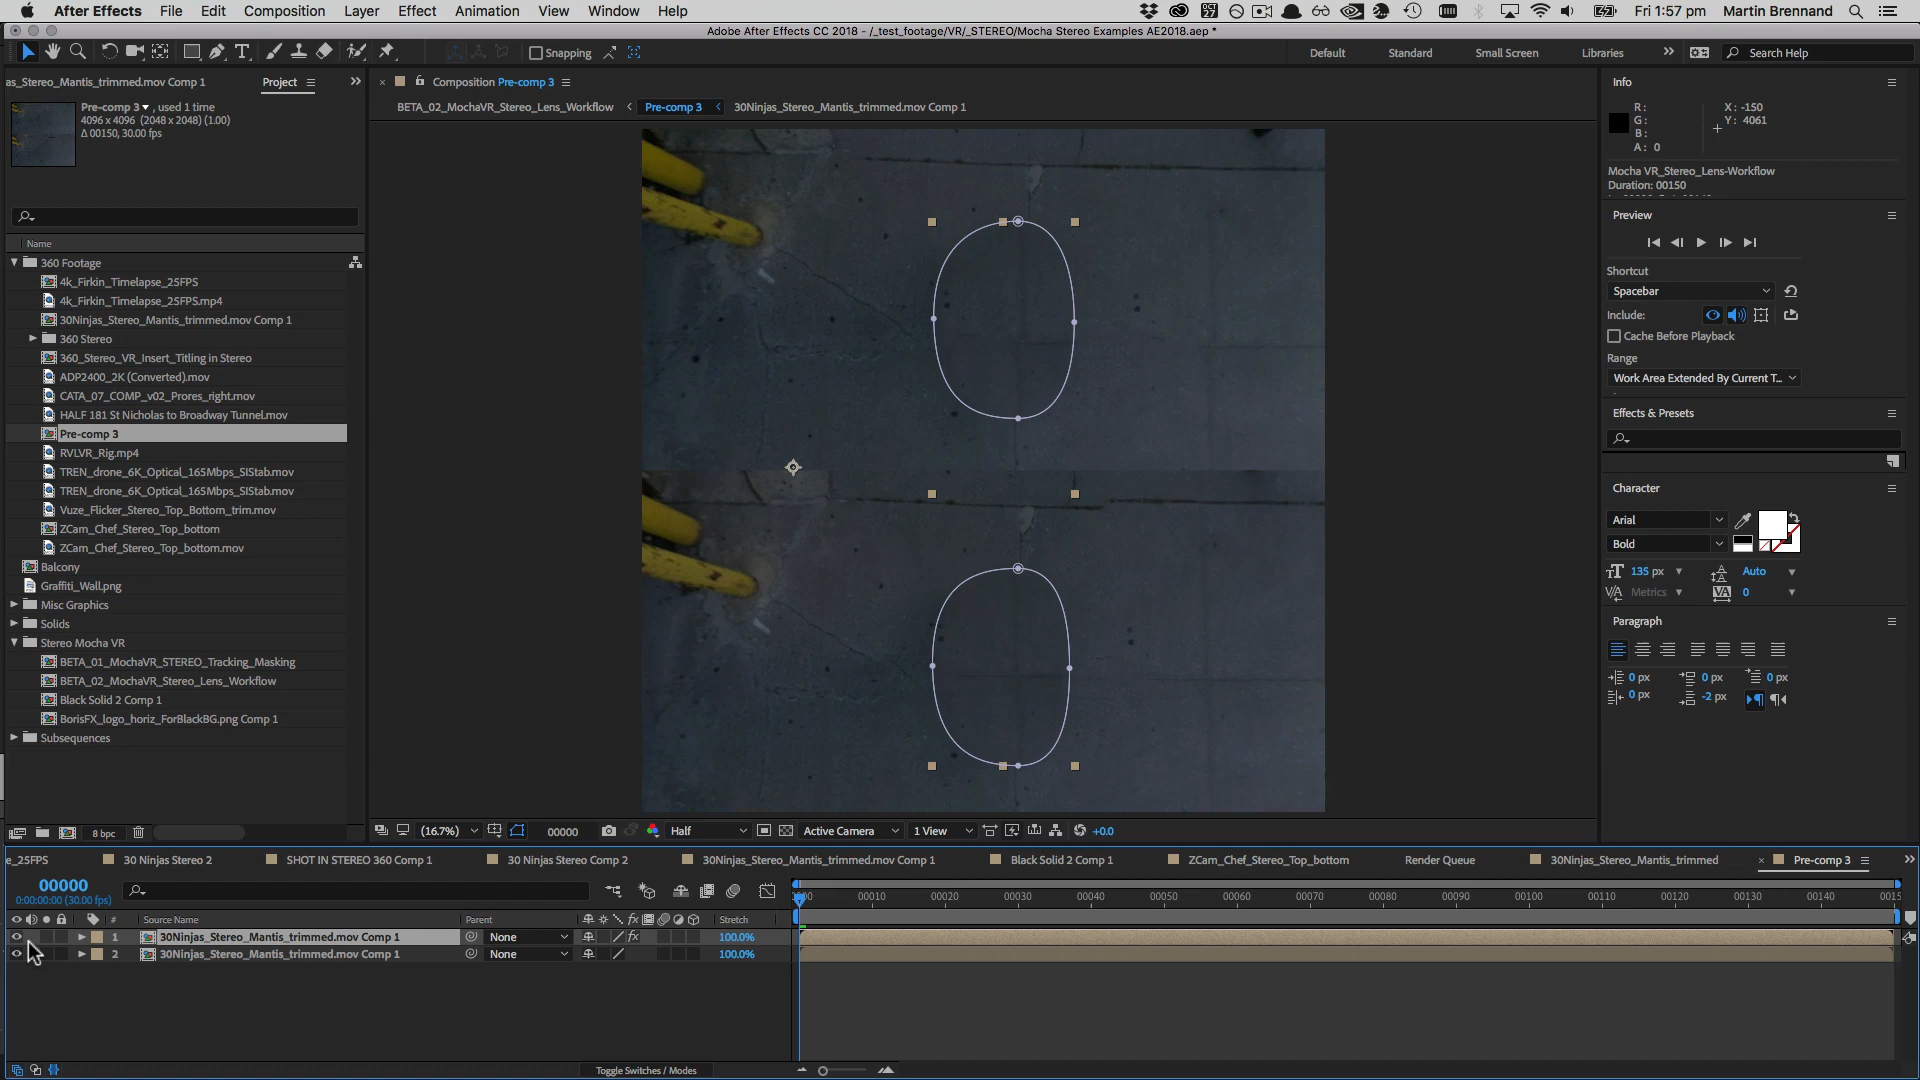 After Effects File Edit Composition Layer Effect Animation View Window Help
OCT 27 Fri 1:57 pm Martin Brennand
Adobe After Effects CC 2018 - /_test_footage/VR/_STEREO/Mocha Stereo Examples AE2018.aep *
Snapping Default Standard Small Screen Libraries Search Help
as_Stereo_Mantis_trimmed.mov Comp 1 Project
Composition Pre-comp 3
Pre-comp 3 , used 1 time
4096 x 4096 (2048 x 2048) (1.00)
Δ 00150, 30.00 fps
BETA_02_MochaVR_Stereo_Lens_Workflow Pre-comp 3 30Ninjas_Stereo_Mantis_trimmed.mov Comp 1
Name
360 Footage
4k_Firkin_Timelapse_25FPS
4k_Firkin_Timelapse_25FPS.mp4
30Ninjas_Stereo_Mantis_trimmed.mov Comp 1
360 Stereo
360_Stereo_VR_Insert_Titling in Stereo
ADP2400_2K (Converted).mov
CATA_07_COMP_v02_Prores_right.mov
HALF 181 St Nicholas to Broadway Tunnel.mov
Pre-comp 3
RVLVR_Rig.mp4
TREN_drone_6K_Optical_165Mbps_SIStab.mov
TREN_drone_6K_Optical_165Mbps_SIStab.mov
Vuze_Flicker_Stereo_Top_Bottom_trim.mov
ZCam_Chef_Stereo_Top_bottom
ZCam_Chef_Stereo_Top_bottom.mov
Balcony
Graffiti_Wall.png
Misc Graphics
Solids
Stereo Mocha VR
BETA_01_MochaVR_STEREO_Tracking_Masking
BETA_02_MochaVR_Stereo_Lens_Workflow
Black Solid 2 Comp 1
BorisFX_logo_horiz_ForBlackBG.png Comp 1
Subsequences
8 bpc
(16.7%) 00000 Half Active Camera 1 View +0.0
Info
R: X: -150
G: Y: 4061
B:
A: 0
Mocha VR_Stereo_Lens-Workflow
Duration: 00150
Preview
Shortcut
Spacebar
Include:
Cache Before Playback
Range
Work Area Extended By Current T...
Effects & Presets
Character
Arial
Bold
135 px Auto
Metrics 0
Paragraph
0 px 0 px 0 px
0 px -2 px
e_25FPS 30 Ninjas Stereo 2 SHOT IN STEREO 360 Comp 1 30 Ninjas Stereo Comp 2 30Ninjas_Stereo_Mantis_trimmed.mov Comp 1 Black Solid 2 Comp 1 ZCam_Chef_Stereo_Top_bottom Render Queue 30Ninjas_Stereo_Mantis_trimmed Pre-comp 3
00000
0:00:00:00 (30.00 fps)
00010 00020 00030 00040 00050 00060 00070 00080 00090 00100 00110 00120 00130 00140 0015
# Source Name Parent fx Stretch
1 30Ninjas_Stereo_Mantis_trimmed.mov Comp 1 None fx 100.0%
2 30Ninjas_Stereo_Mantis_trimmed.mov Comp 1 None 100.0%
Toggle Switches / Modes